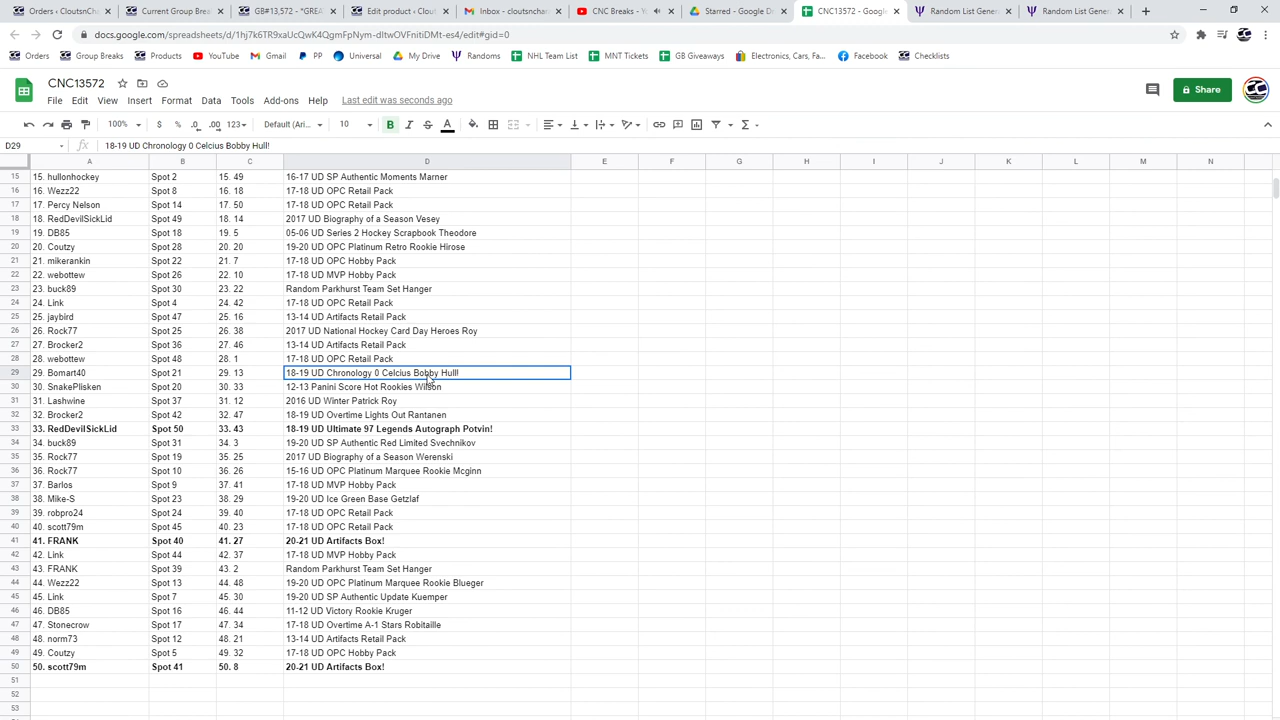 Orders ‹ CloutsnChar
Current Group Brea
GB#13,572 - *GREA
Edit product ‹ Clout
Inbox - cloutsnchar
CNC Breaks -
Starred - Google D
CNC13572 - Google
Random List Gener
Random List Gener
docs.google.com/spreadsheets/d/1hj7k6TR9xaUcQwK4QgmFpNym-dItwOVFnitiDMt-es4/edit#gid=0
Orders Group Breaks YouTube Gmail PP Universal My Drive Randoms NHL Team List MNT Tickets GB Giveaways Electronics, Cars, Fa... Facebook Checklists
CNC13572
File Edit View Insert Format Data Tools Add-ons Help Last edit was seconds ago
Share
100% $ % .0 .00 123 Default (Ari... 10 B I S A
D29 fx 18-19 UD Chronology 0 Celcius Bobby Hull!
A B C D E F G H I J K L M N
15 15. hullonhockey Spot 2 15. 49 16-17 UD SP Authentic Moments Marner
16 16. Wezz22 Spot 8 16. 18 17-18 UD OPC Retail Pack
17 17. Percy Nelson Spot 14 17. 50 17-18 UD OPC Retail Pack
18 18. RedDevilSickLid Spot 49 18. 14 2017 UD Biography of a Season Vesey
19 19. DB85 Spot 18 19. 5 05-06 UD Series 2 Hockey Scrapbook Theodore
20 20. Coutzy Spot 28 20. 20 19-20 UD OPC Platinum Retro Rookie Hirose
21 21. mikerankin Spot 22 21. 7 17-18 UD OPC Hobby Pack
22 22. webottew Spot 26 22. 10 17-18 UD MVP Hobby Pack
23 23. buck89 Spot 30 23. 22 Random Parkhurst Team Set Hanger
24 24. Link Spot 4 24. 42 17-18 UD OPC Retail Pack
25 25. jaybird Spot 47 25. 16 13-14 UD Artifacts Retail Pack
26 26. Rock77 Spot 25 26. 38 2017 UD National Hockey Card Day Heroes Roy
27 27. Brocker2 Spot 36 27. 46 13-14 UD Artifacts Retail Pack
28 28. webottew Spot 48 28. 1 17-18 UD OPC Retail Pack
29 29. Bomart40 Spot 21 29. 13 18-19 UD Chronology 0 Celcius Bobby Hull!
30 30. SnakePlisken Spot 20 30. 33 12-13 Panini Score Hot Rookies Wilson
31 31. Lashwine Spot 37 31. 12 2016 UD Winter Patrick Roy
32 32. Brocker2 Spot 42 32. 47 18-19 UD Overtime Lights Out Rantanen
33 33. RedDevilSickLid Spot 50 33. 43 18-19 UD Ultimate 97 Legends Autograph Potvin!
34 34. buck89 Spot 31 34. 3 19-20 UD SP Authentic Red Limited Svechnikov
35 35. Rock77 Spot 19 35. 25 2017 UD Biography of a Season Werenski
36 36. Rock77 Spot 10 36. 26 15-16 UD OPC Platinum Marquee Rookie Mcginn
37 37. Barlos Spot 9 37. 41 17-18 UD MVP Hobby Pack
38 38. Mike-S Spot 23 38. 29 19-20 UD Ice Green Base Getzlaf
39 39. robpro24 Spot 24 39. 40 17-18 UD OPC Retail Pack
40 40. scott79m Spot 45 40. 23 17-18 UD OPC Retail Pack
41 41. FRANK Spot 40 41. 27 20-21 UD Artifacts Box!
42 42. Link Spot 44 42. 37 17-18 UD MVP Hobby Pack
43 43. FRANK Spot 39 43. 2 Random Parkhurst Team Set Hanger
44 44. Wezz22 Spot 13 44. 48 19-20 UD OPC Platinum Marquee Rookie Blueger
45 45. Link Spot 7 45. 30 19-20 UD SP Authentic Update Kuemper
46 46. DB85 Spot 16 46. 44 11-12 UD Victory Rookie Kruger
47 47. Stonecrow Spot 17 47. 34 17-18 UD Overtime A-1 Stars Robitaille
48 48. norm73 Spot 12 48. 21 13-14 UD Artifacts Retail Pack
49 49. Coutzy Spot 5 49. 32 17-18 UD OPC Hobby Pack
50 50. scott79m Spot 41 50. 8 20-21 UD Artifacts Box!
51
52
53